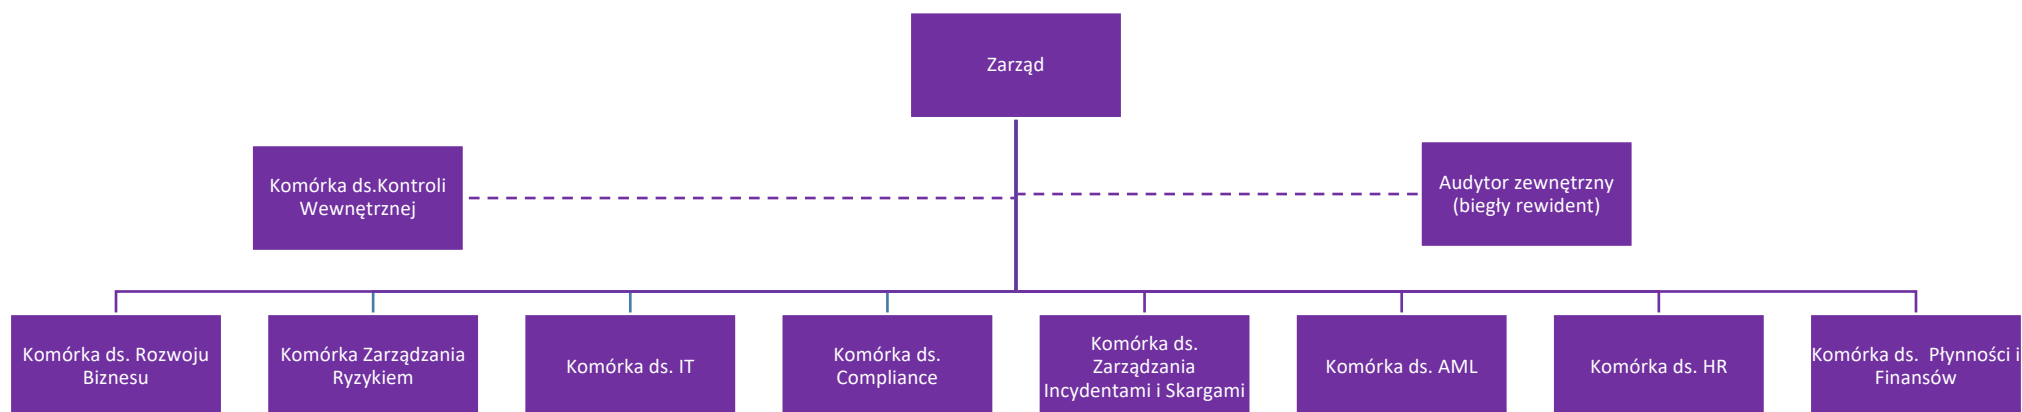 Zarząd
Komórka ds.Kontroli
Wewnętrznej
Audytor zewnętrzny
(biegły rewident)
Komórka ds. Rozwoju
Biznesu
Komórka Zarządzania
Ryzykiem
Komórka ds. IT
Komórka ds.
Compliance
Komórka ds.
Zarządzania
Incydentami i Skargami
Komórka ds. AML
Komórka ds. HR
Komórka ds.  Płynności i
Finansów